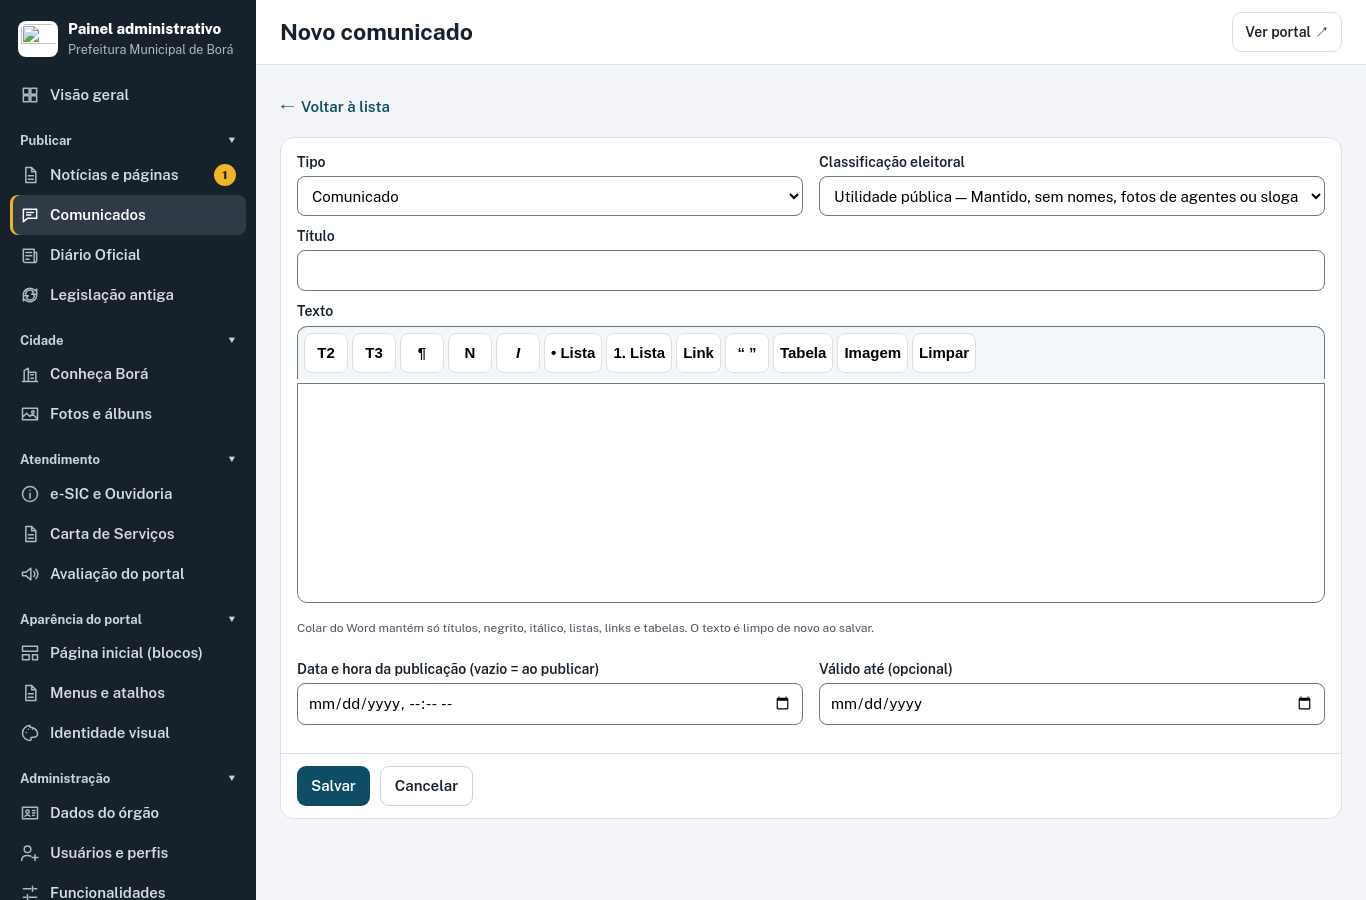 Painel administrativo
Prefeitura Municipal de Borá
Visão geral
Publicar ▼
Notícias e páginas 1
Comunicados
Diário Oficial
Legislação antiga
Cidade ▼
Conheça Borá
Fotos e álbuns
Atendimento ▼
e-SIC e Ouvidoria
Carta de Serviços
Avaliação do portal
Aparência do portal ▼
Página inicial (blocos)
Menus e atalhos
Identidade visual
Administração ▼
Dados do órgão
Usuários e perfis
Funcionalidades
Novo comunicado
Ver portal ↗
← Voltar à lista
Tipo
Comunicado
Classificação eleitoral
Utilidade pública — Mantido, sem nomes, fotos de agentes ou sloga
Título
Texto
T2 T3 ¶ N I • Lista 1. Lista Link “ ” Tabela Imagem Limpar
Colar do Word mantém só títulos, negrito, itálico, listas, links e tabelas. O texto é limpo de novo ao salvar.
Data e hora da publicação (vazio = ao publicar)
mm/dd/yyyy, --:-- --
Válido até (opcional)
mm/dd/yyyy
Salvar Cancelar